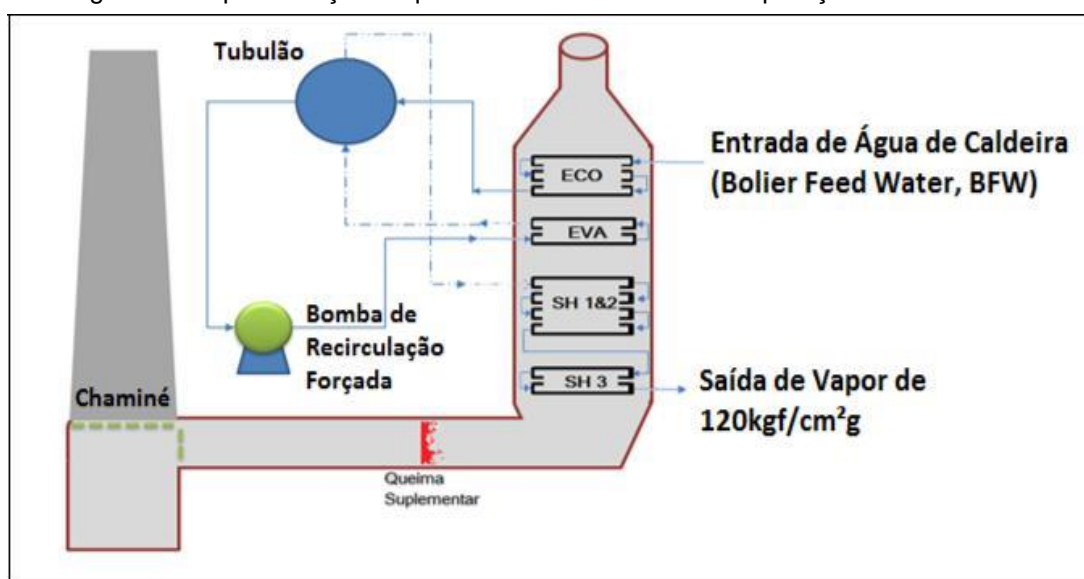 Tubulão
Entrada de Água de Caldeira
(Bolier Feed Water, BFW)
ECO
EVA
SH 1&2
SH 3
Bomba de
Recirculação
Forçada
Chaminé
Saída de Vapor de
120kgf/cm²g
Queima
Suplementar